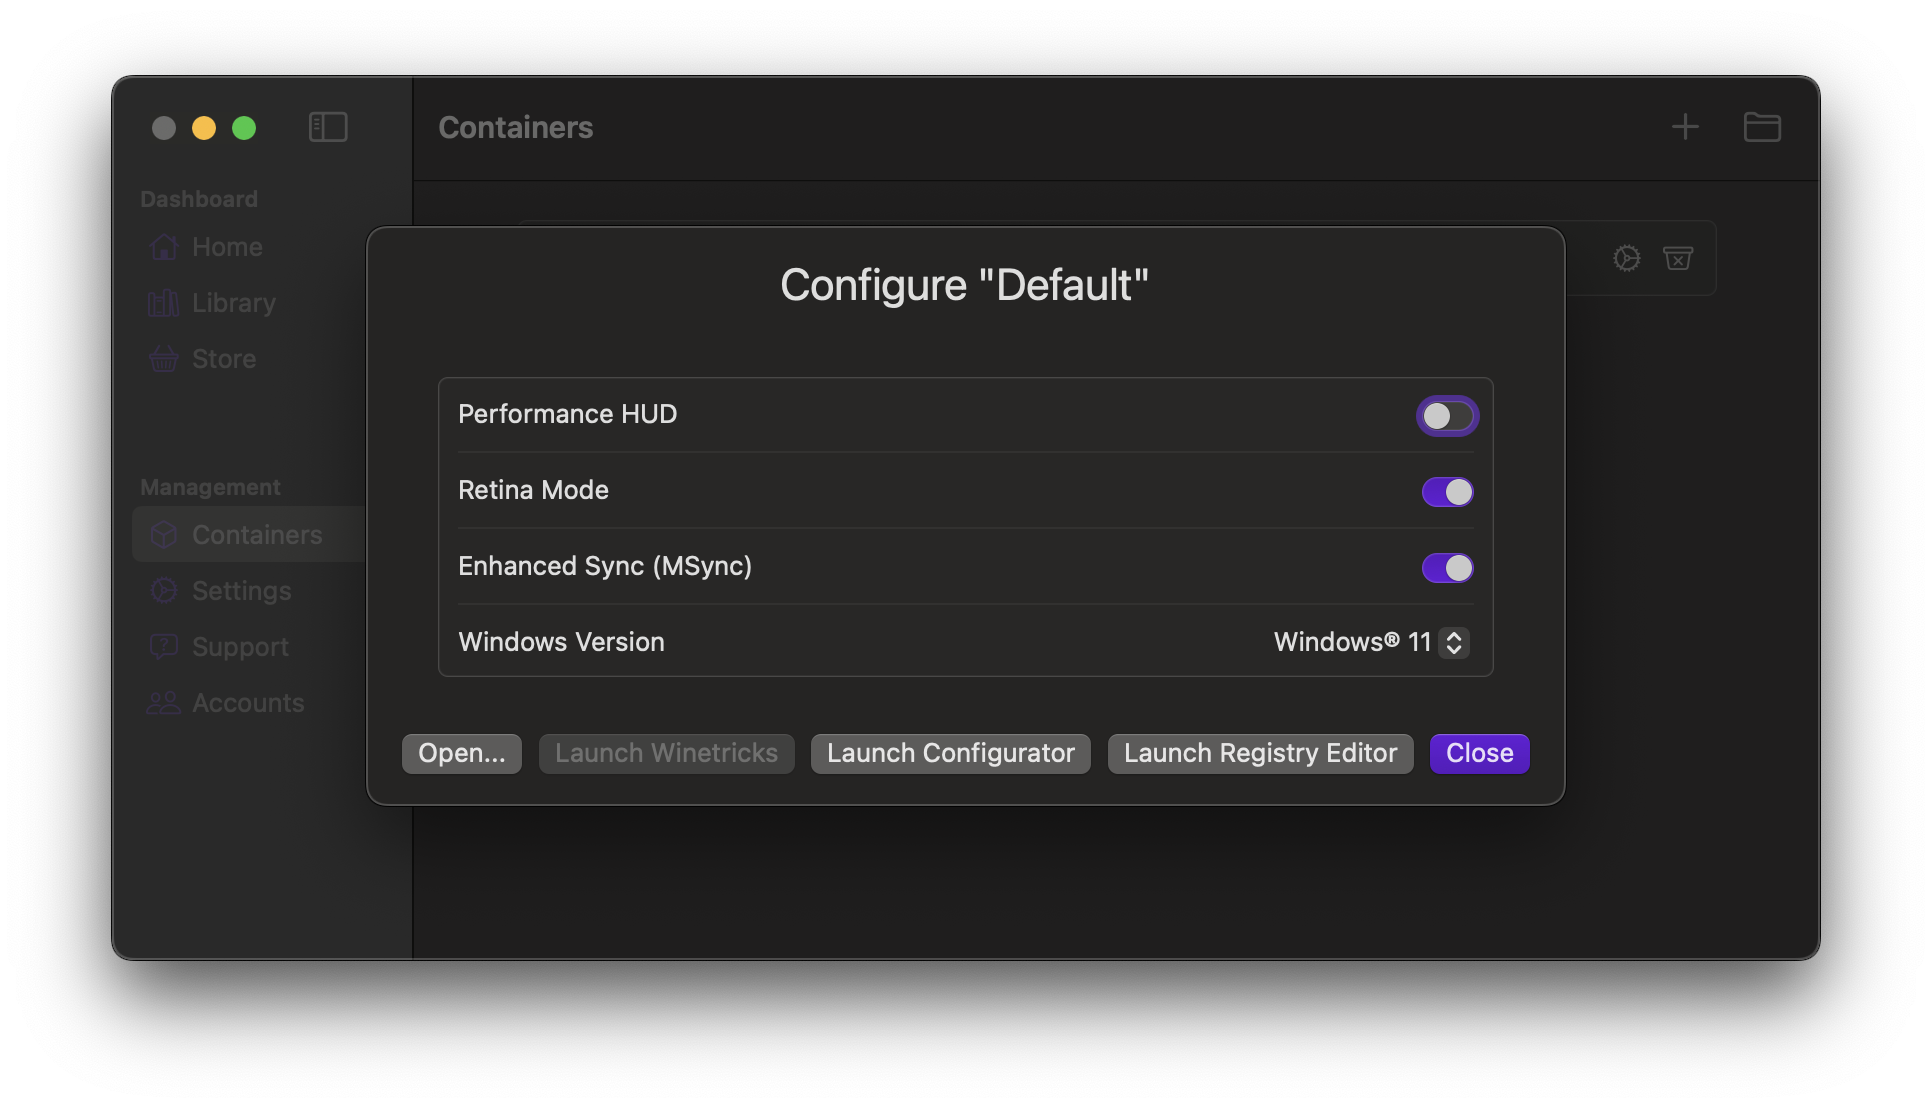 Containers
Dashboard
Home
Library
Store
Management
Containers
Settings
Support
Accounts
Configure "Default"
Performance HUD
Retina Mode
Enhanced Sync (MSync)
Windows Version Windows® 11
Open... Launch Winetricks Launch Configurator Launch Registry Editor Close